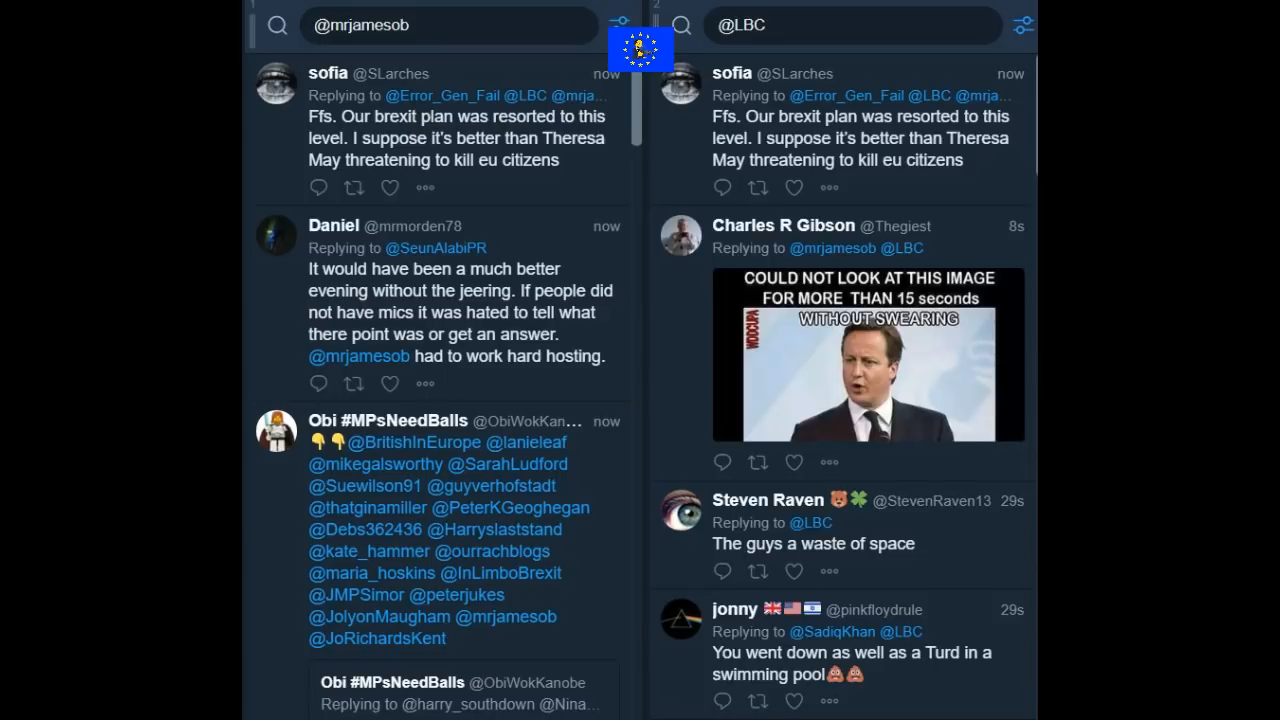 1
@mrjamesob
sofia @SLarches now
Replying to @Error_Gen_Fail @LBC @mrja...
Ffs. Our brexit plan was resorted to this
level. I suppose it's better than Theresa
May threatening to kill eu citizens
Daniel @mrmorden78 now
Replying to @SeunAlabiPR
It would have been a much better
evening without the jeering. If people did
not have mics it was hated to tell what
there point was or get an answer.
@mrjamesob had to work hard hosting.
Obi #MPsNeedBalls @ObiWokKan... now
👇👇@BritishInEurope @lanieleaf
@mikegalsworthy @SarahLudford
@Suewilson91 @guyverhofstadt
@thatginamiller @PeterKGeoghegan
@Debs362436 @Harryslaststand
@kate_hammer @ourrachblogs
@maria_hoskins @InLimboBrexit
@JMPSimor @peterjukes
@JolyonMaugham @mrjamesob
@JoRichardsKent
Obi #MPsNeedBalls @ObiWokKanobe
Replying to @harry_southdown @Nina...
2
@LBC
sofia @SLarches now
Replying to @Error_Gen_Fail @LBC @mrja...
Ffs. Our brexit plan was resorted to this
level. I suppose it's better than Theresa
May threatening to kill eu citizens
Charles R Gibson @Thegiest 8s
Replying to @mrjamesob @LBC
COULD NOT LOOK AT THIS IMAGE
FOR MORE THAN 15 seconds
WITHOUT SWEARING
WOOCUPA
Steven Raven 🐻🍀 @StevenRaven13 29s
Replying to @LBC
The guys a waste of space
jonny 🇬🇧🇺🇸🇮🇱 @pinkfloydrule 29s
Replying to @SadiqKhan @LBC
You went down as well as a Turd in a
swimming pool💩💩